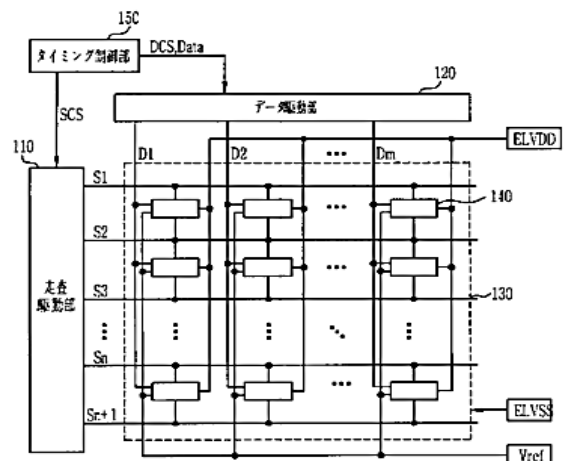 150
タイミング制御部
DCS,Data
120
データ駆動部
SCS
110
D1
D2
Dm
ELVDD
S1
140
S2
走査
駆動部
S3
130
Sn
Sn+1
ELVSS
Vref